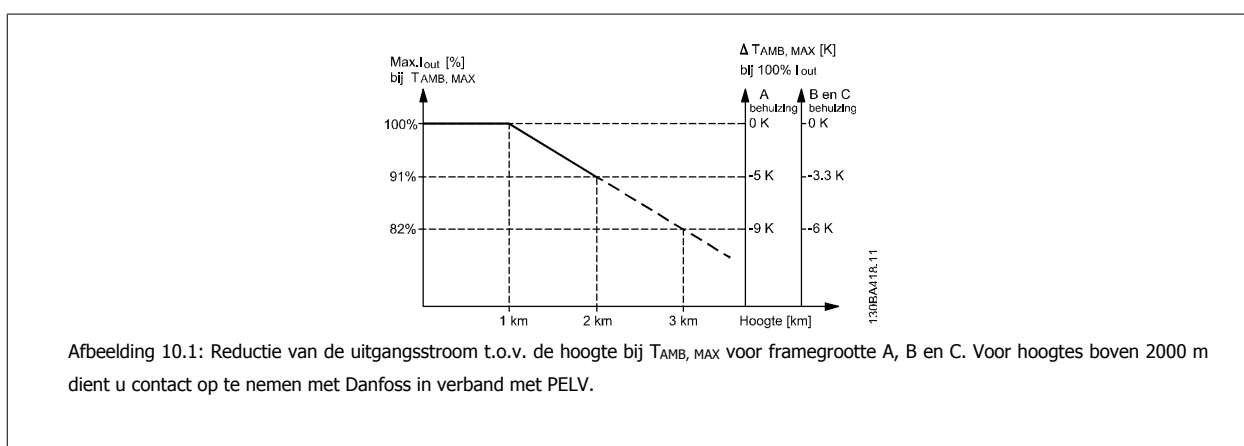 Max.Iout [%]
bij TAMB, MAX
Δ TAMB, MAX [K]
bij 100% Iout
A
behuizing
B en C
behuizing
100%
0 K
0 K
91%
-5 K
-3.3 K
82%
-9 K
-6 K
1 km
2 km
3 km
Hoogte [km]
130BA418.11
Afbeelding 10.1: Reductie van de uitgangsstroom t.o.v. de hoogte bij TAMB, MAX voor framegrootte A, B en C. Voor hoogtes boven 2000 m
dient u contact op te nemen met Danfoss in verband met PELV.